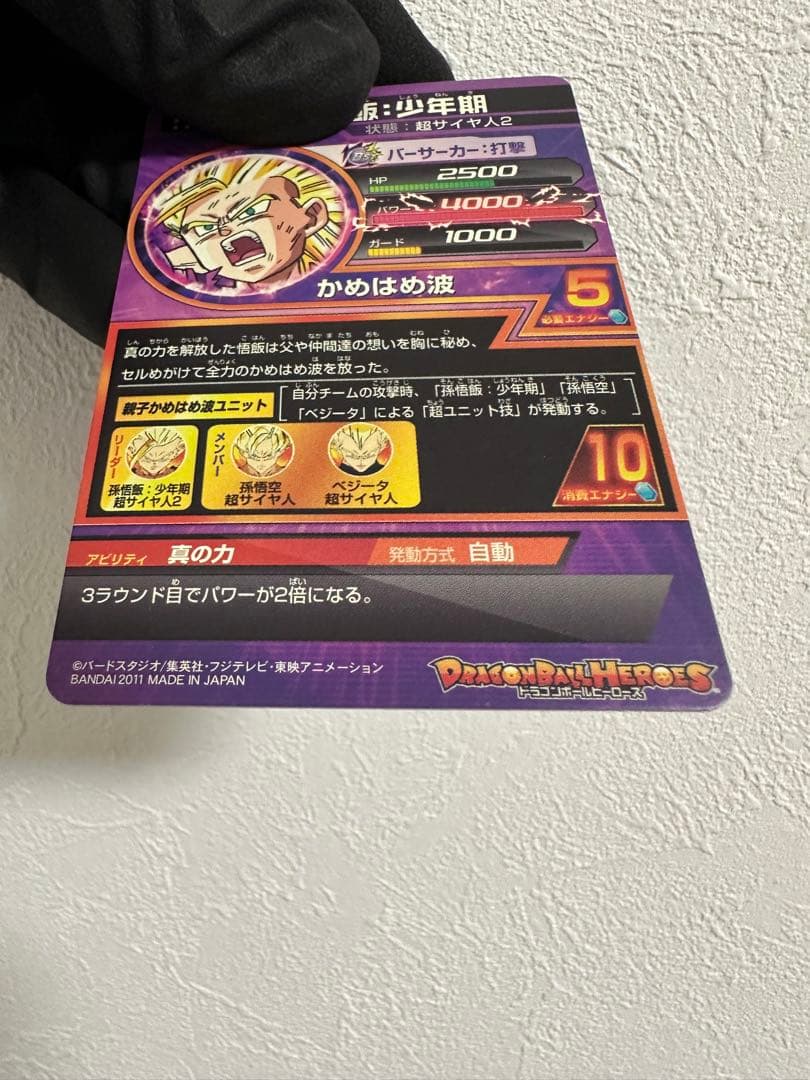 飯:少年期
状態:超サイヤ人2
バーサーカー:打撃
HP 2500
パワー 4000
ガード 1000
かめはめ波
5
必要エナジー
真の力を解放した悟飯は父や仲間達の想いを胸に秘め、
セルめがけて全力のかめはめ波を放った。
親子かめはめ波ユニット
自分チームの攻撃時、「孫悟飯:少年期」「孫悟空」
「ベジータ」による「超ユニット技」が発動する。
リーダー
孫悟飯:少年期
超サイヤ人2
メンバー
孫悟空
超サイヤ人
ベジータ
超サイヤ人
10
消費エナジー
アビリティ 真の力 発動方式 自動
3ラウンド目でパワーが2倍になる。
©バードスタジオ/集英社・フジテレビ・東映アニメーション
BANDAI 2011 MADE IN JAPAN
DRAGON BALL HEROES
ドラゴンボールヒーローズ